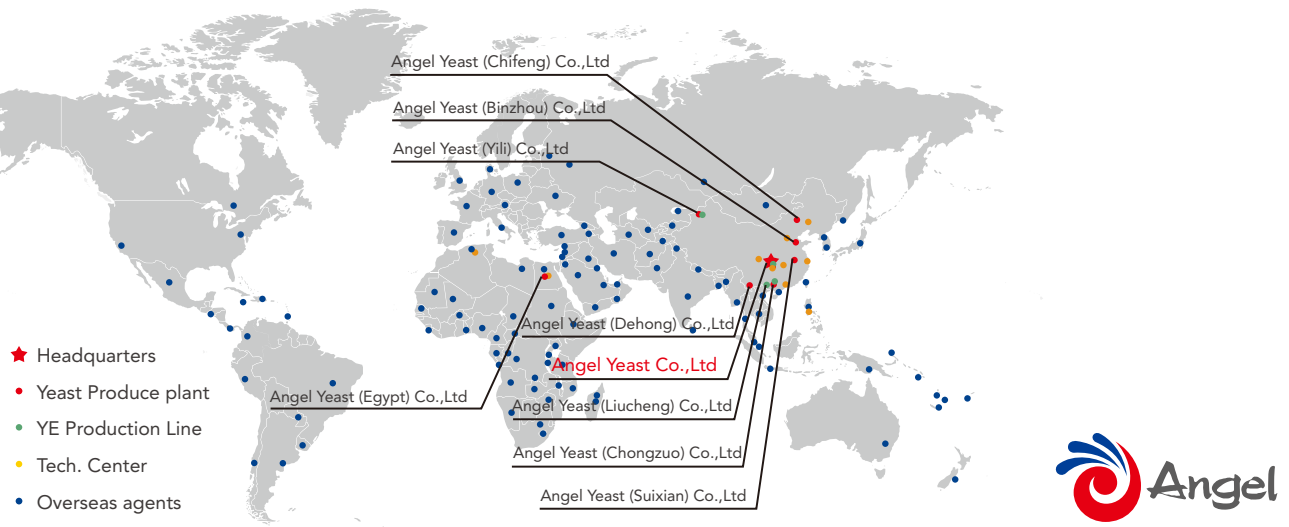 Angel Yeast (Chifeng) Co.,Ltd
Angel Yeast (Binzhou) Co.,Ltd
Angel Yeast (Yili) Co.,Ltd
Angel Yeast (Dehong) Co.,Ltd
Angel Yeast Co.,Ltd
Angel Yeast (Egypt) Co.,Ltd
Angel Yeast (Liucheng) Co.,Ltd
Angel Yeast (Chongzuo) Co.,Ltd
Angel Yeast (Suixian) Co.,Ltd
Headquarters
Yeast Produce plant
YE Production Line
Tech. Center
Overseas agents
Angel